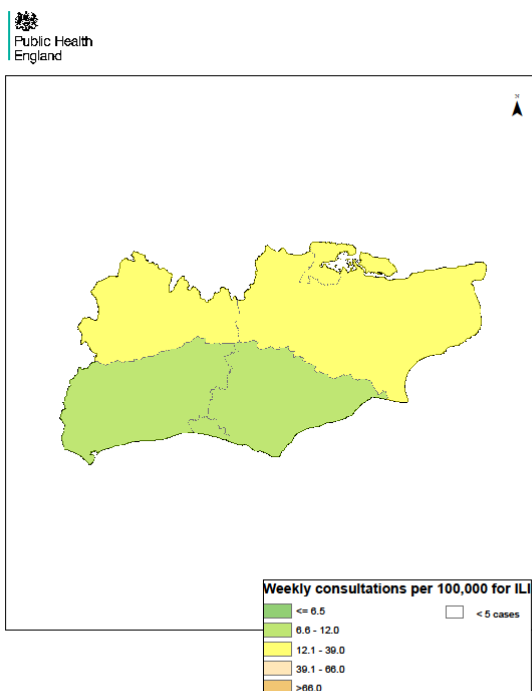 Public Health
England
N
Weekly consultations per 100,000 for ILI
<= 6.5
< 5 cases
6.6 - 12.0
12.1 - 39.0
39.1 - 66.0
>66.0